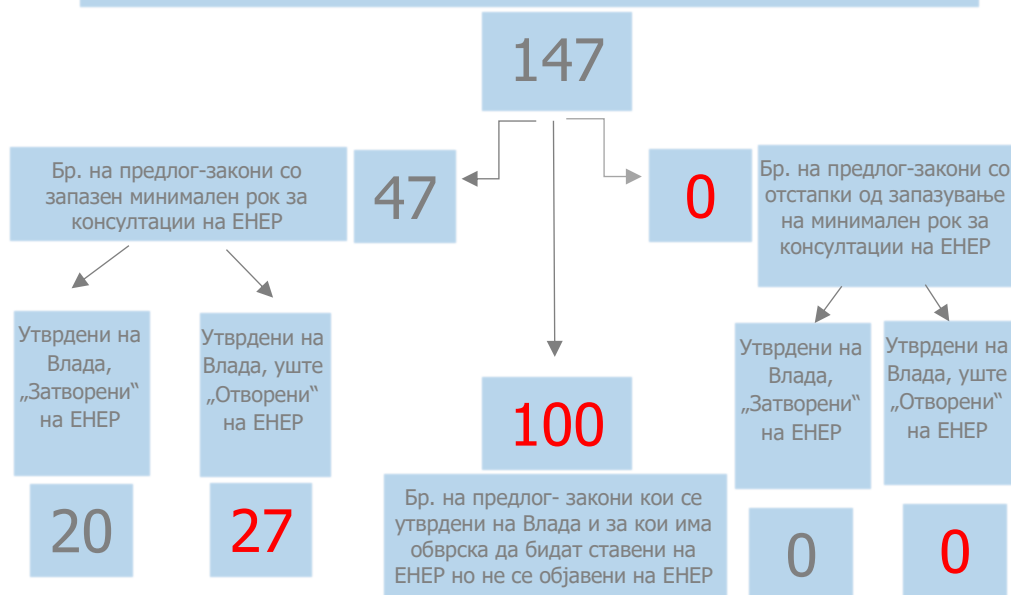 147
Бр. на предлог-закони со
запазен минимален рок за
консултации на ЕНЕР
47
0
Бр. на предлог-закони со
отстапки од запазување
на минимален рок за
консултации на ЕНЕР
Утврдени на
Влада,
„Затворени“
на ЕНЕР
Утврдени на
Влада, уште
„Отворени“
на ЕНЕР
Утврдени на
Влада,
„Затворени“
на ЕНЕР
Утврдени на
Влада, уште
„Отворени“
на ЕНЕР
20
27
100
Бр. на предлог- закони кои се
утврдени на Влада и за кои има
обврска да бидат ставени на
ЕНЕР но не се објавени на ЕНЕР
0
0